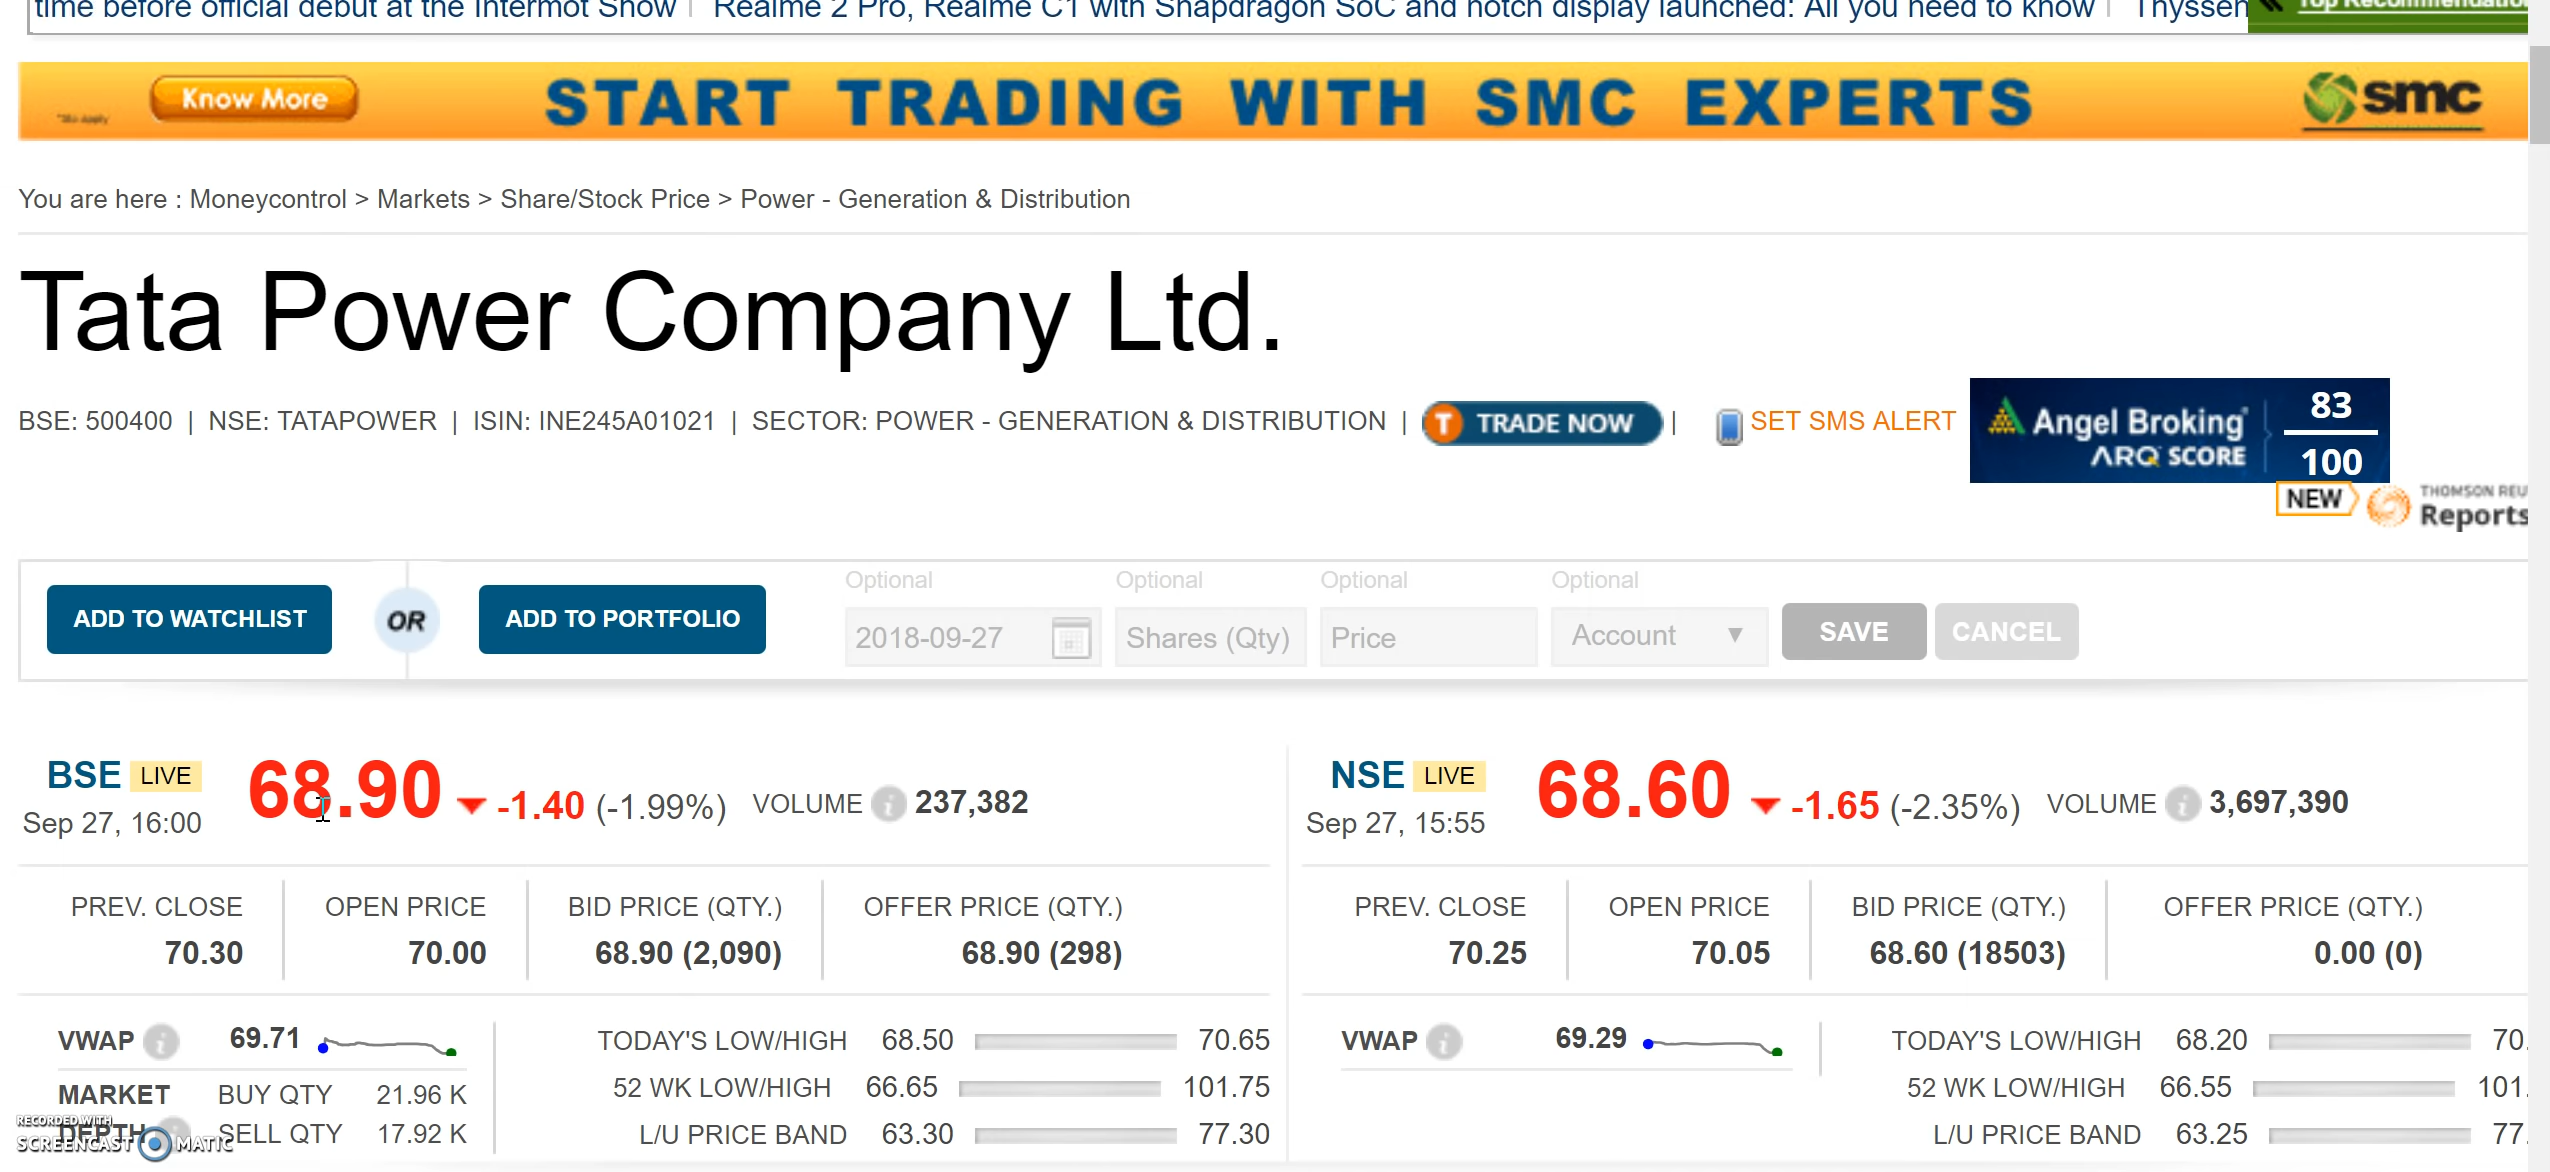 time before official debut at the Intermot Show | Realme 2 Pro, Realme C1 with Snapdragon SoC and notch display launched: All you need to know | Thyssen
Top Recommendatio
Know More START TRADING WITH SMC EXPERTS smc
You are here : Moneycontrol > Markets > Share/Stock Price > Power - Generation & Distribution
Tata Power Company Ltd.
BSE: 500400 | NSE: TATAPOWER | ISIN: INE245A01021 | SECTOR: POWER - GENERATION & DISTRIBUTION | T TRADE NOW | SET SMS ALERT
Angel Broking ARQ SCORE 83 100
NEW THOMSON REU
Reports
Optional Optional Optional Optional
ADD TO WATCHLIST OR ADD TO PORTFOLIO 2018-09-27 Shares (Qty) Price Account SAVE CANCEL
BSE LIVE 68.90 -1.40 (-1.99%) VOLUME 237,382
Sep 27, 16:00
PREV. CLOSE OPEN PRICE BID PRICE (QTY.) OFFER PRICE (QTY.)
70.30 70.00 68.90 (2,090) 68.90 (298)
VWAP 69.71 TODAY'S LOW/HIGH 68.50 70.65
52 WK LOW/HIGH 66.65 101.75
MARKET DEPTH BUY QTY 21.96 K
SELL QTY 17.92 K L/U PRICE BAND 63.30 77.30
NSE LIVE 68.60 -1.65 (-2.35%) VOLUME 3,697,390
Sep 27, 15:55
PREV. CLOSE OPEN PRICE BID PRICE (QTY.) OFFER PRICE (QTY.)
70.25 70.05 68.60 (18503) 0.00 (0)
VWAP 69.29 TODAY'S LOW/HIGH 68.20 70.
52 WK LOW/HIGH 66.55 101.
L/U PRICE BAND 63.25 77.
RECORDED WITH
SCREENCAST MATIC